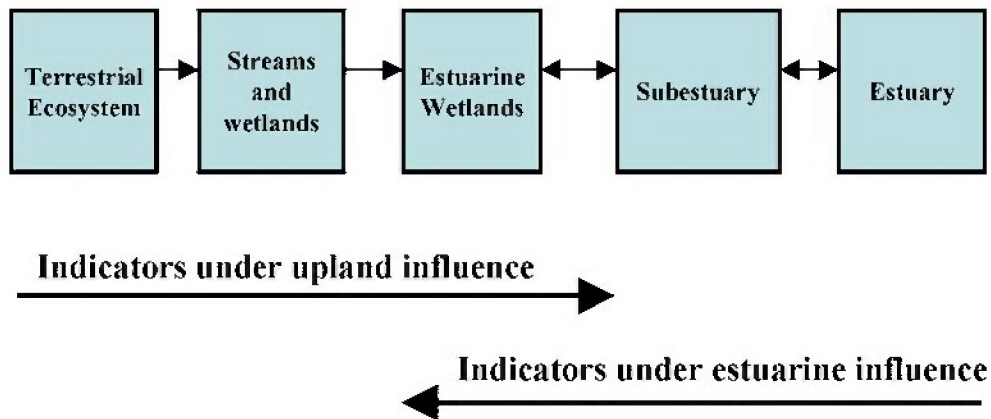 Terrestrial
Ecosystem
Streams
and
wetlands
Estuarine
Wetlands
Subestuary
Estuary
Indicators under upland influence
Indicators under estuarine influence